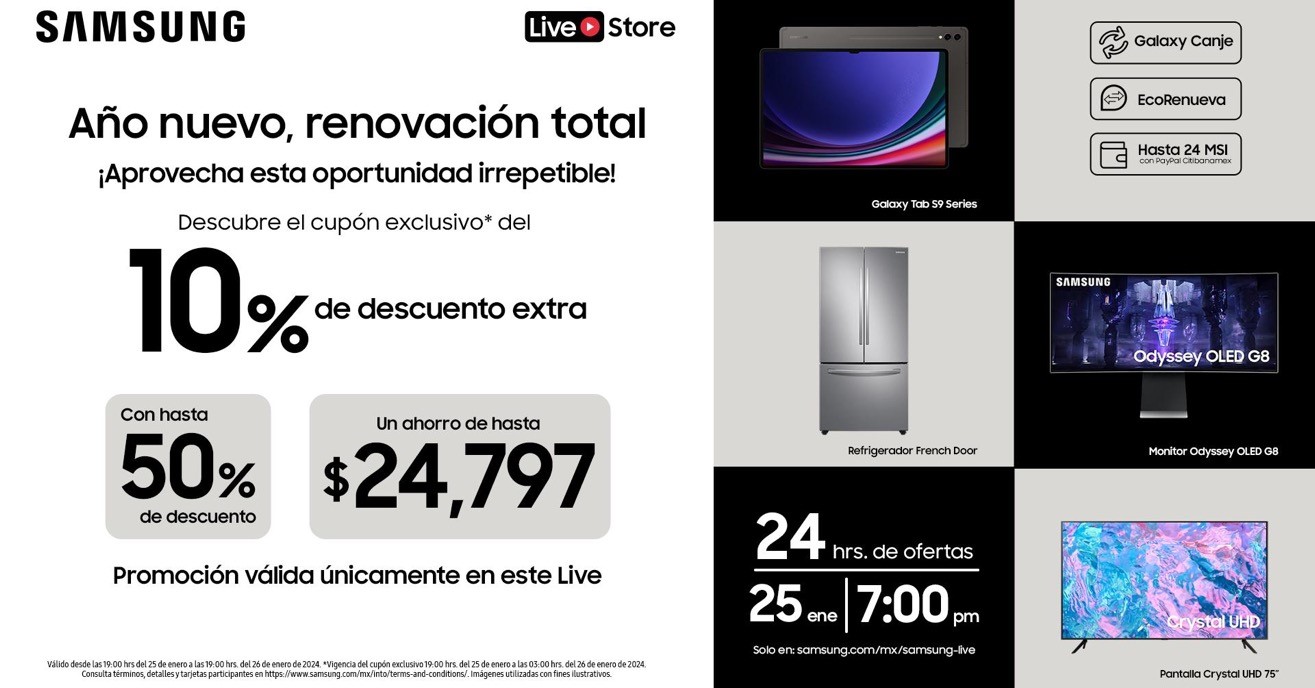 SAMSUNG
Live Store
Año nuevo, renovación total
¡Aprovecha esta oportunidad irrepetible!
Descubre el cupón exclusivo* del
10% de descuento extra
Con hasta
50%
de descuento
Un ahorro de hasta
$24,797
Promoción válida únicamente en este Live
Válido desde las 19:00 hrs del 25 de enero a las 19:00 hrs. del 26 de enero de 2024. *Vigencia del cupón exclusivo 19:00 hrs. del 25 de enero a las 03:00 hrs. del 26 de enero de 2024.
Consulta términos, detalles y tarjetas participantes en https://www.samsung.com/mx/into/terms-and-conditions/. Imágenes utilizadas con fines ilustrativos.
Galaxy Tab S9 Series
Galaxy Canje
EcoRenueva
Hasta 24 MSI
con PayPal Citibanamex
Refrigerador French Door
SAMSUNG
Odyssey OLED G8
Monitor Odyssey OLED G8
24 hrs. de ofertas
25 ene 7:00 pm
Solo en: samsung.com/mx/samsung-live
Crystal UHD
Pantalla Crystal UHD 75"